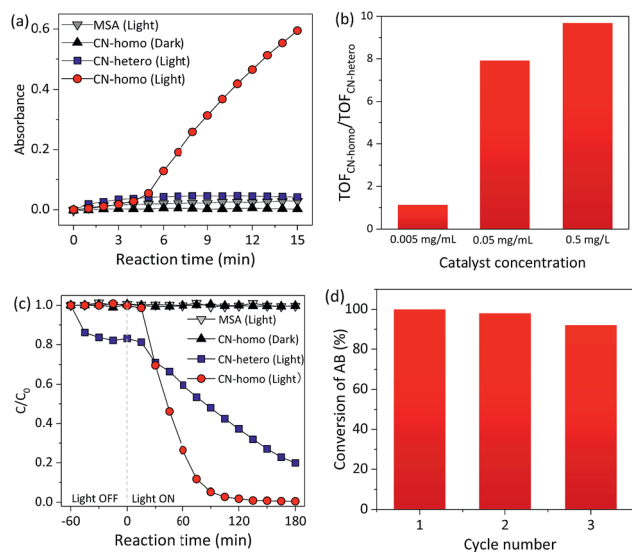 (a)
MSA (Light)
CN-homo (Dark)
CN-hetero (Light)
CN-homo (Light)
Absorbance
0.6
0.4
0.2
0.0
0 3 6 9 12 15
Reaction time (min)
(b)
TOF CN-homo/TOF CN-hetero
10
8
6
4
2
0
0.005 mg/mL 0.05 mg/mL 0.5 mg/L
Catalyst concentration
(c)
MSA (Light)
CN-homo (Dark)
CN-hetero (Light)
CN-homo (Light)
C/C0
1.0
0.8
0.6
0.4
0.2
0.0
Light OFF Light ON
-60 0 60 120 180
Reaction time (min)
(d)
Conversion of AB (%)
100
80
60
40
20
0
1 2 3
Cycle number